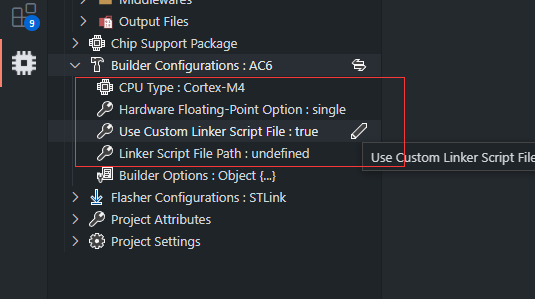 Middlewares
Output Files
Chip Support Package
Builder Configurations : AC6
CPU Type : Cortex-M4
Hardware Floating-Point Option : single
Use Custom Linker Script File : true
Linker Script File Path : undefined
Use Custom Linker Script File
Builder Options : Object {...}
Flasher Configurations : STLink
Project Attributes
Project Settings
9